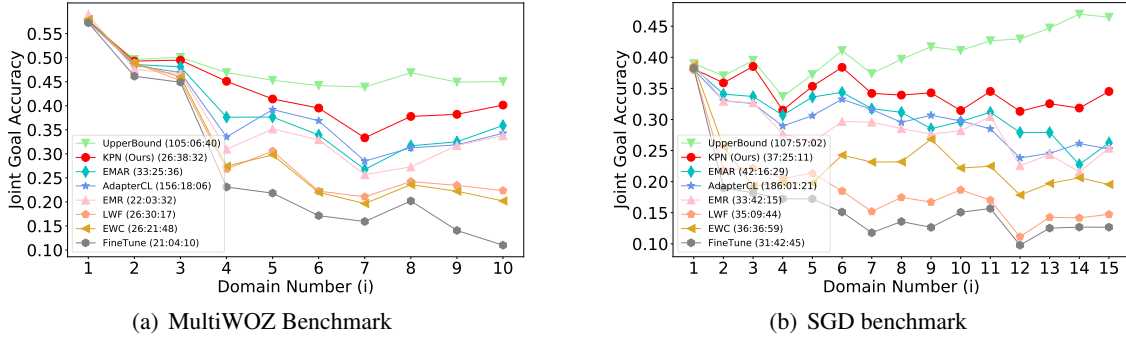 Joint Goal Accuracy
0.55
0.50
0.45
0.40
0.35
0.30
0.25
0.20
0.15
0.10
UpperBound (105:06:40)
KPN (Ours) (26:38:32)
EMAR (33:25:36)
AdapterCL (156:18:06)
EMR (22:03:32)
LWF (26:30:17)
EWC (26:21:48)
FineTune (21:04:10)
1 2 3 4 5 6 7 8 9 10
Domain Number (i)
(a) MultiWOZ Benchmark
Joint Goal Accuracy
0.45
0.40
0.35
0.30
0.25
0.20
0.15
0.10
UpperBound (107:57:02)
KPN (Ours) (37:25:11)
EMAR (42:16:29)
AdapterCL (186:01:21)
EMR (33:42:15)
LWF (35:09:44)
EWC (36:36:59)
FineTune (31:42:45)
1 2 3 4 5 6 7 8 9 10 11 12 13 14 15
Domain Number (i)
(b) SGD benchmark